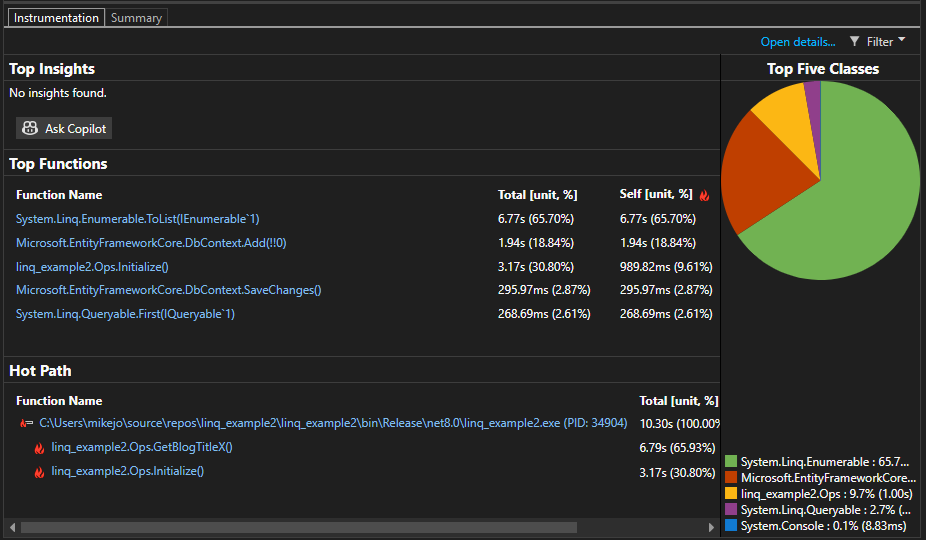 Instrumentation Summary
Open details... Filter
Top Insights
No insights found.
Ask Copilot
Top Functions
Function Name Total [unit, %] Self [unit, %]
System.Linq.Enumerable.ToList(IEnumerable`1) 6.77s (65.70%) 6.77s (65.70%)
Microsoft.EntityFrameworkCore.DbContext.Add(!!0) 1.94s (18.84%) 1.94s (18.84%)
linq_example2.Ops.Initialize() 3.17s (30.80%) 989.82ms (9.61%)
Microsoft.EntityFrameworkCore.DbContext.SaveChanges() 295.97ms (2.87%) 295.97ms (2.87%)
System.Linq.Queryable.First(IQueryable`1) 268.69ms (2.61%) 268.69ms (2.61%)
Hot Path
Function Name Total [unit, %]
C:\Users\mikejo\source\repos\linq_example2\linq_example2\bin\Release\net8.0\linq_example2.exe (PID: 34904) 10.30s (100.00%
linq_example2.Ops.GetBlogTitleX() 6.79s (65.93%)
linq_example2.Ops.Initialize() 3.17s (30.80%)
Top Five Classes
System.Linq.Enumerable : 65.7...
Microsoft.EntityFrameworkCore...
linq_example2.Ops : 9.7% (1.00s)
System.Linq.Queryable : 2.7% (...
System.Console : 0.1% (8.83ms)